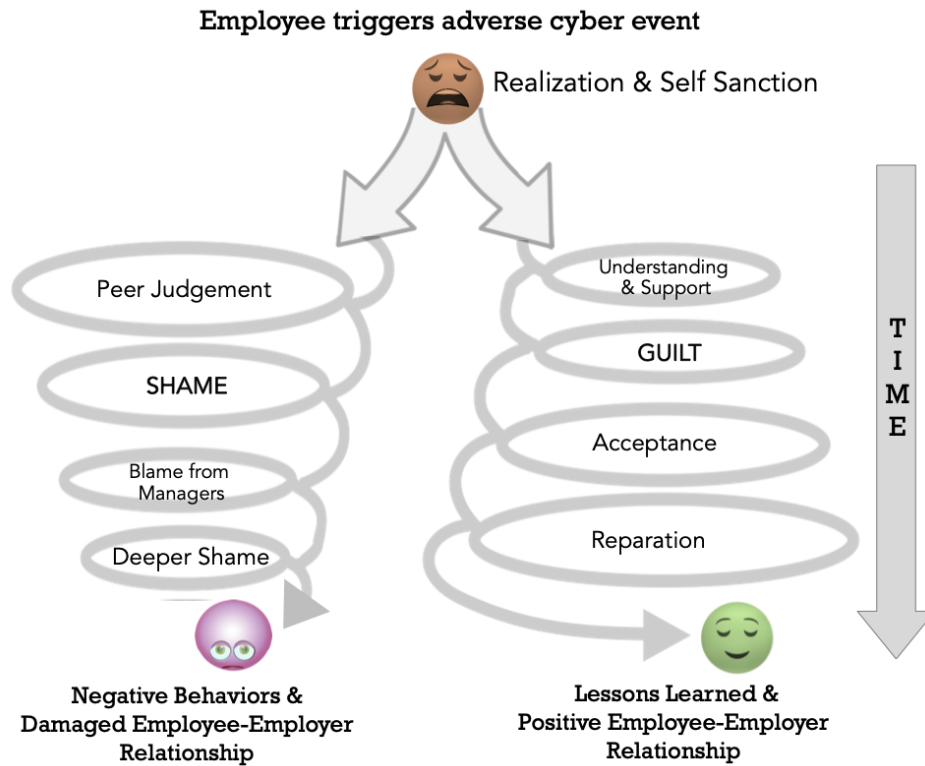 Employee triggers adverse cyber event
Realization & Self Sanction
Peer Judgement
SHAME
Blame from
Managers
Deeper Shame
Negative Behaviors &
Damaged Employee-Employer
Relationship
Understanding
& Support
GUILT
Acceptance
Reparation
Lessons Learned &
Positive Employee-Employer
Relationship
T
I
M
E